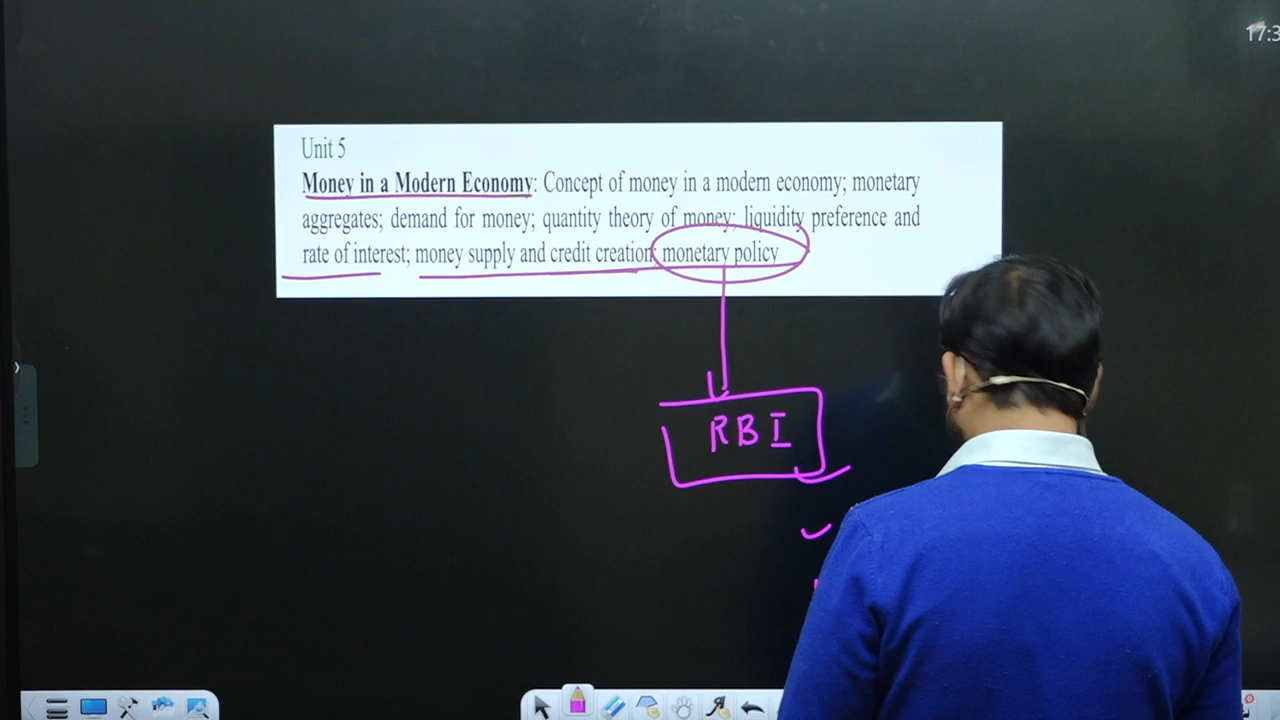 17:3
Unit 5
Money in a Modern Economy: Concept of money in a modern economy; monetary
aggregates; demand for money; quantity theory of money; liquidity preference and
rate of interest; money supply and credit creation; monetary policy
RBI